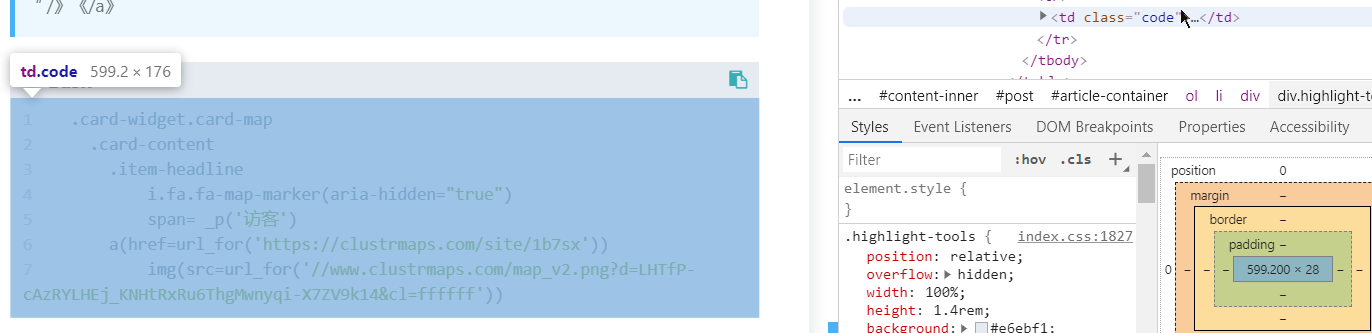 “ /》《/a》
td.code 599.2 × 176
1 .card-widget.card-map
2 .card-content
3 .item-headline
4 i.fa.fa-map-marker(aria-hidden="true")
5 span= _p('访客')
6 a(href=url_for('https://clustrmaps.com/site/1b7sx'))
7 img(src=url_for('//www.clustrmaps.com/map_v2.png?d=LHTfP-
cAzRYLHEj_KNHtRxRu6ThgMwnyqi-X7ZV9k14&cl=ffffff'))
<td class="code">…</td>
</tr>
</tbody>
… #content-inner #post #article-container ol li div div.highlight-to
Styles Event Listeners DOM Breakpoints Properties Accessibility
Filter :hov .cls +
element.style {
}
.highlight-tools { index.css:1827
position: relative;
overflow: hidden;
width: 100%;
height: 1.4rem;
background: #e6ebf1;
position 0
margin –
border –
padding –
0 – – – 599.200 × 28 – – –
–
–